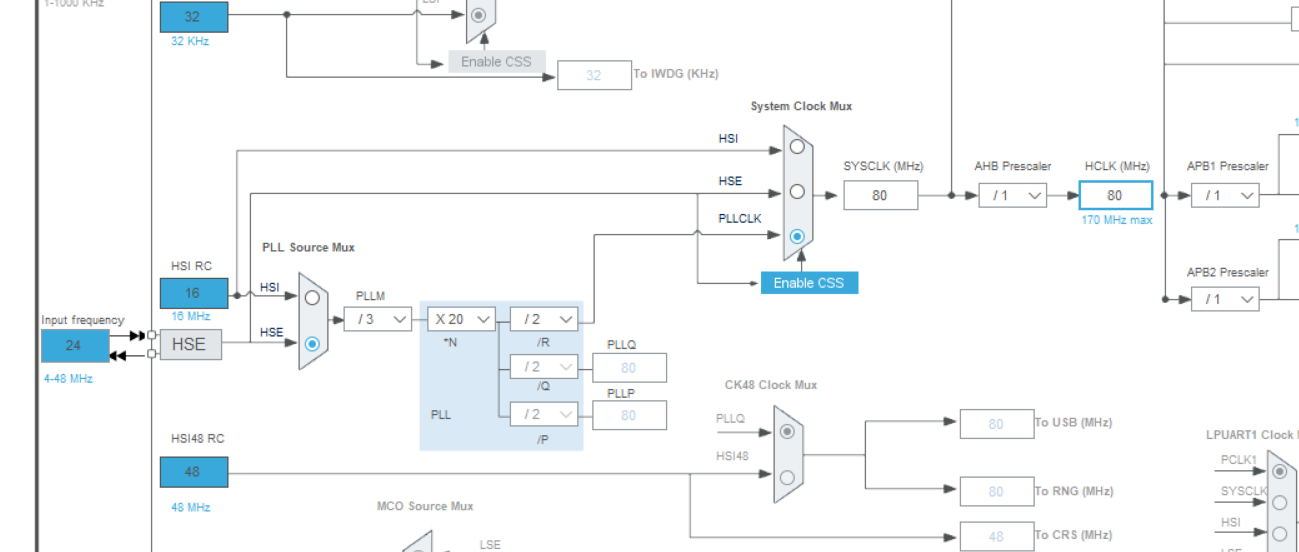 1-1000 KHz
32
32 KHz
Enable CSS
32
To IWDG (KHz)
System Clock Mux
HSI
HSE
PLLCLK
SYSCLK (MHz)
80
AHB Prescaler
/ 1
HCLK (MHz)
80
170 MHz max
APB1 Prescaler
/ 1
APB2 Prescaler
/ 1
Enable CSS
PLL Source Mux
HSI RC
16
16 MHz
HSI
HSE
Input frequency
24
4-48 MHz
HSE
PLLM
/ 3
X 20
*N
/ 2
/R
/ 2
/Q
/ 2
/P
PLL
PLLQ
80
PLLP
80
HSI48 RC
48
48 MHz
CK48 Clock Mux
PLLQ
HSI48
80
To USB (MHz)
80
To RNG (MHz)
48
To CRS (MHz)
MCO Source Mux
LSE
LPUART1 Clock
PCLK1
SYSCLK
HSI